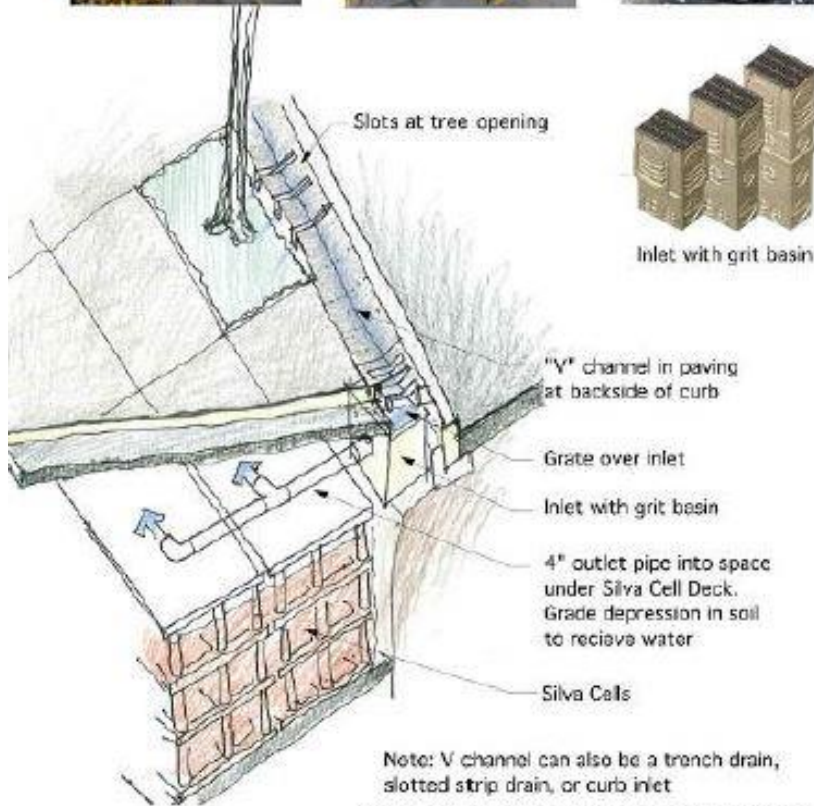 Slots at tree opening
Inlet with grit basin
"V" channel in paving
at backside of curb
Grate over inlet
Inlet with grit basin
4" outlet pipe into space
under Silva Cell Deck.
Grade depression in soil
to recieve water
Silva Cells
Note: V channel can also be a trench drain,
slotted strip drain, or curb inlet